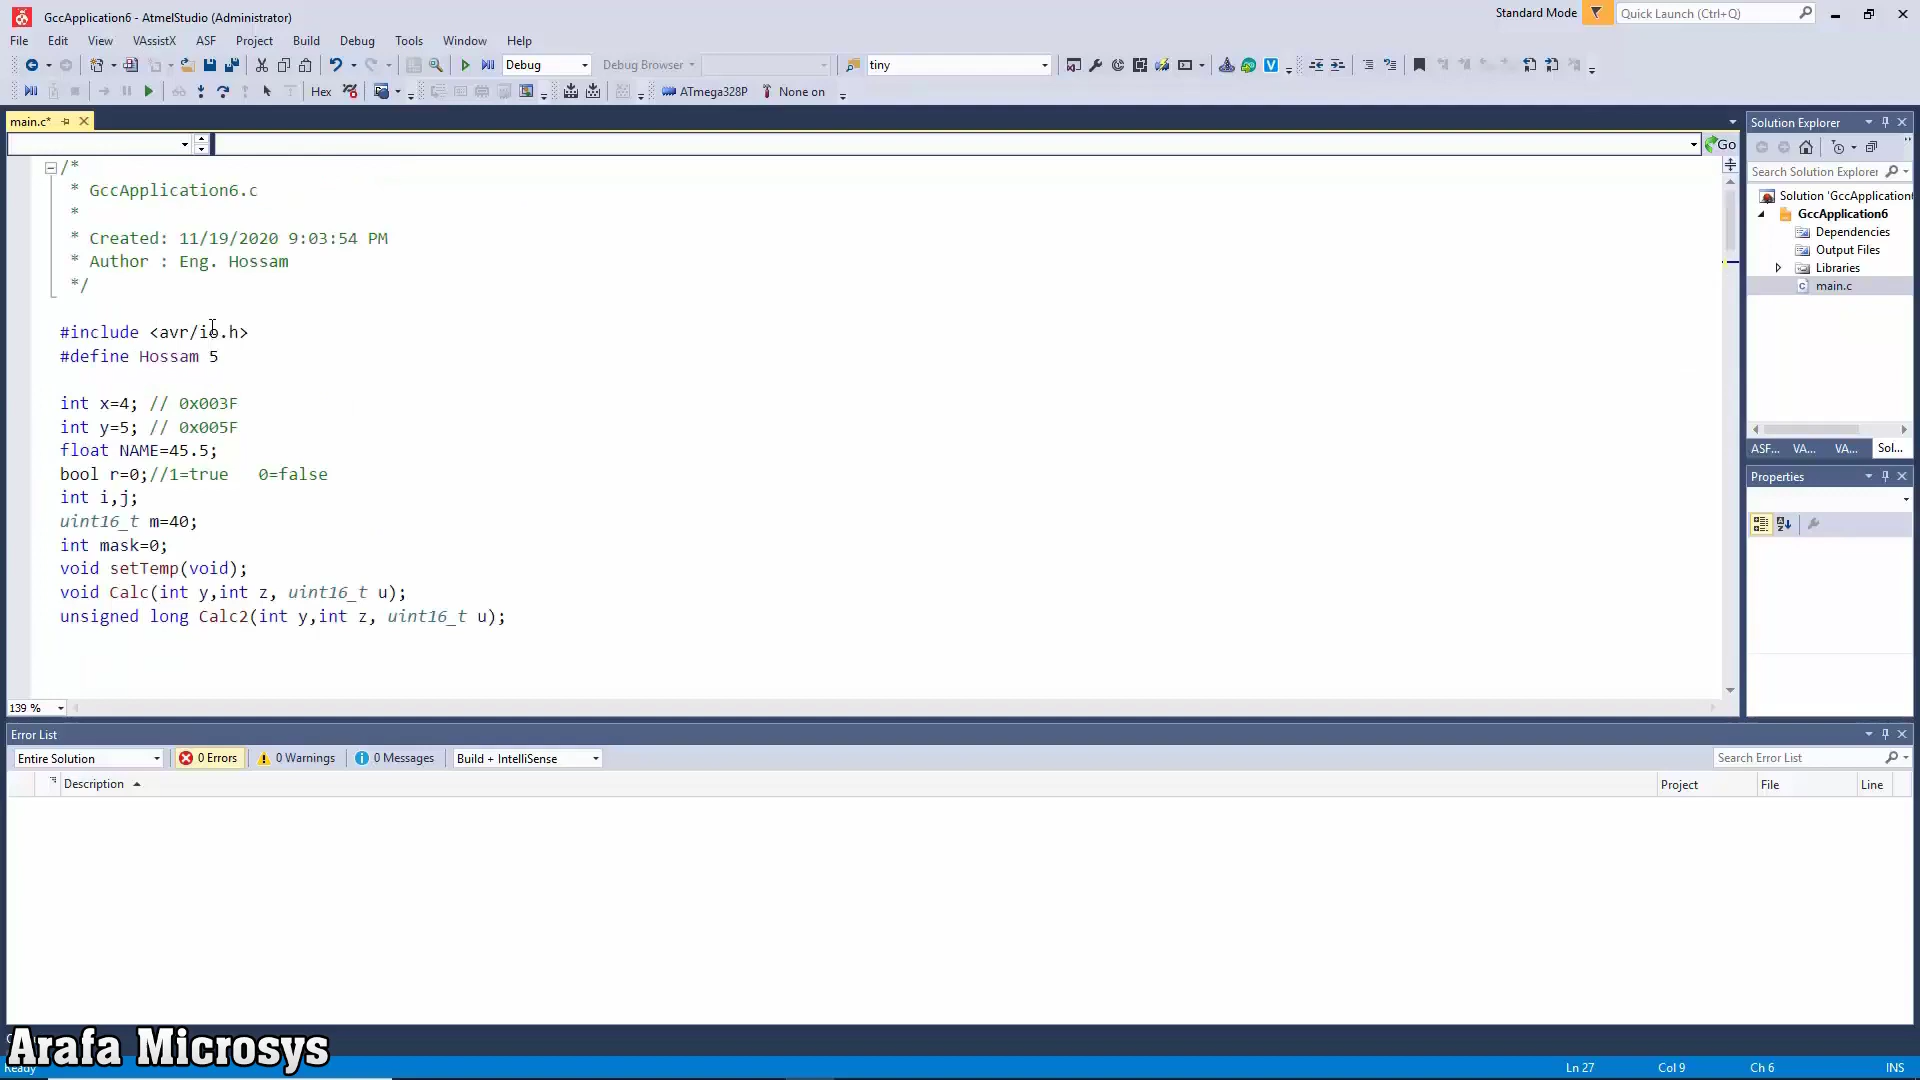 GccApplication6 - AtmelStudio (Administrator)
Standard Mode
Quick Launch (Ctrl+Q)
File Edit View VAssistX ASF Project Build Debug Tools Window Help
Debug Debug Browser tiny
Hex ATmega328P None on
main.c*
Go
/*
* GccApplication6.c
*
* Created: 11/19/2020 9:03:54 PM
* Author : Eng. Hossam
*/
#include <avr/io.h>
#define Hossam 5
int x=4; // 0x003F
int y=5; // 0x005F
float NAME=45.5;
bool r=0;//1=true   0=false
int i,j;
uint16_t m=40;
int mask=0;
void setTemp(void);
void Calc(int y,int z, uint16_t u);
unsigned long Calc2(int y,int z, uint16_t u);
139 %
Solution Explorer
Search Solution Explorer
Solution 'GccApplication
GccApplication6
Dependencies
Output Files
Libraries
main.c
ASF... VA... VA... Sol...
Properties
Error List
Entire Solution 0 Errors 0 Warnings 0 Messages Build + IntelliSense
Search Error List
Description Project File Line
Arafa Microsys
Ready Ln 27 Col 9 Ch 6 INS